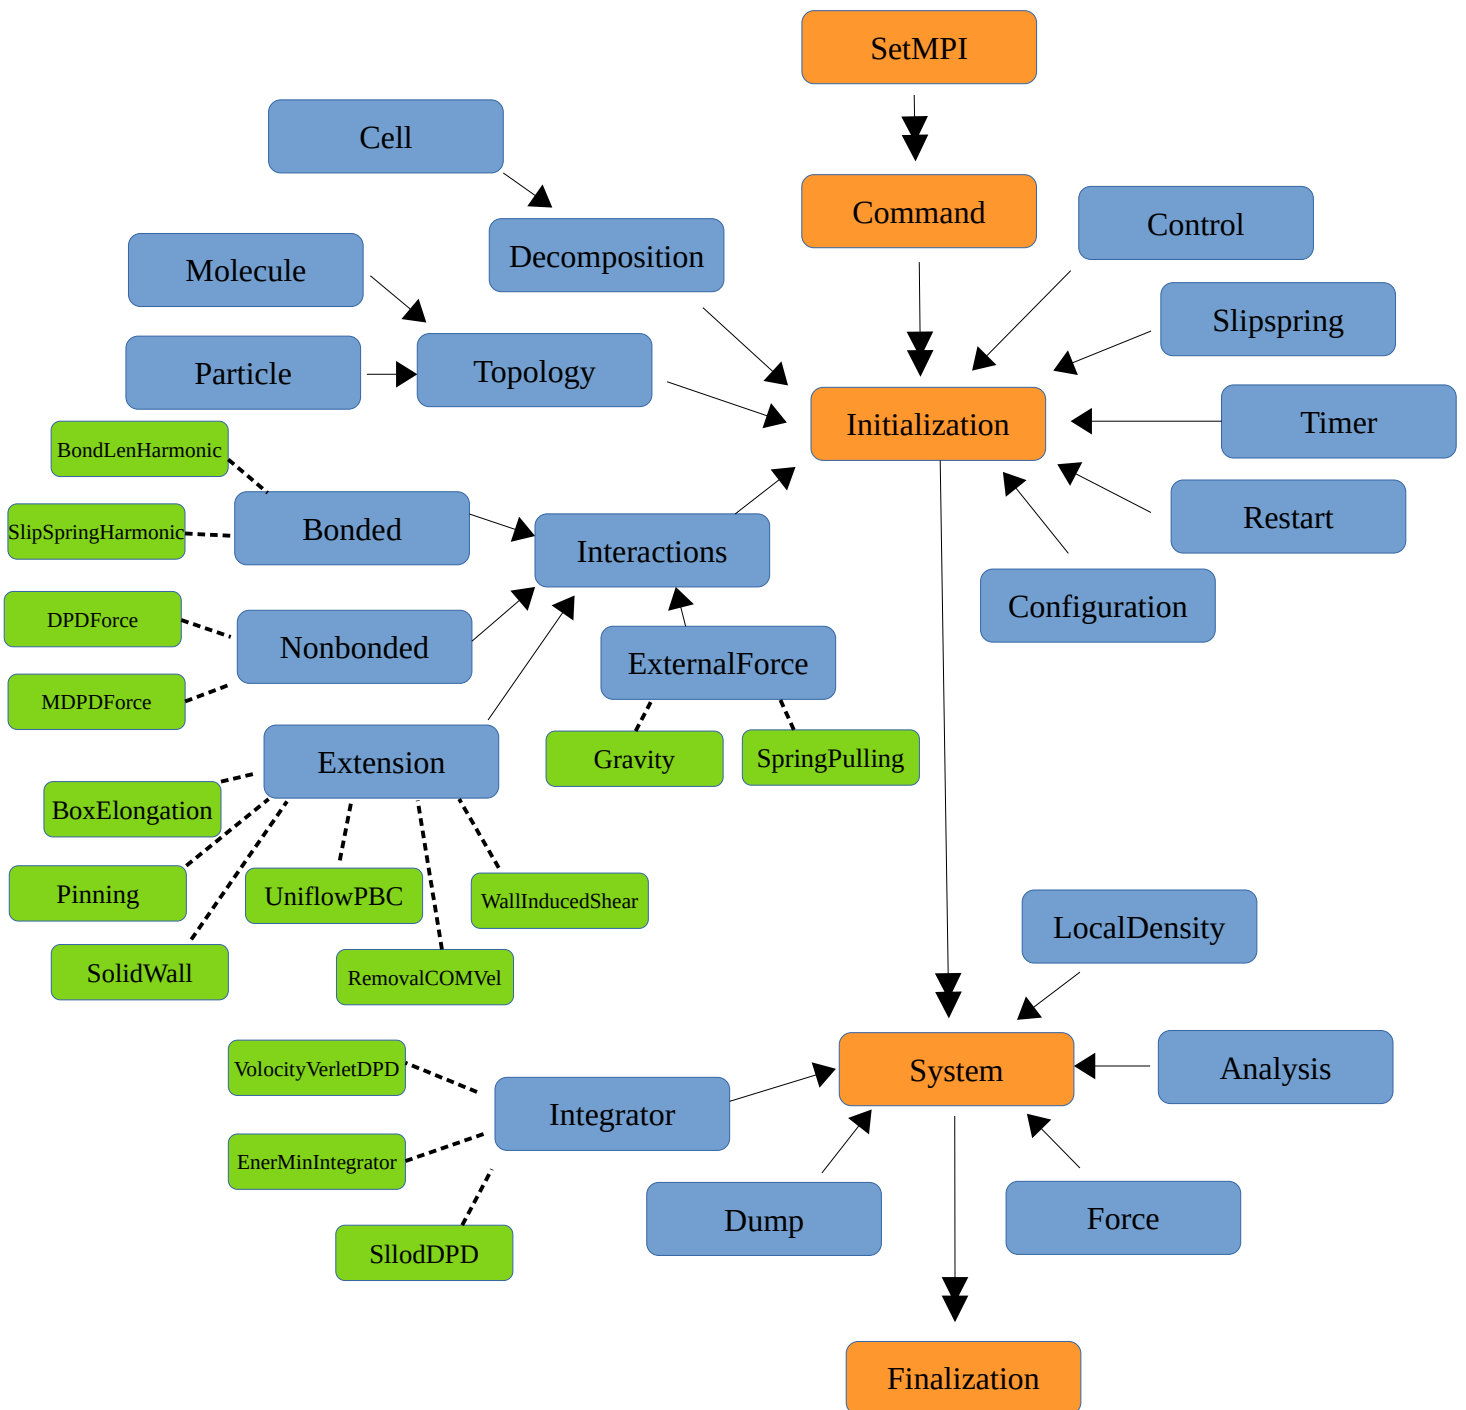 SetMPI
Cell
Command
Control
Decomposition
Molecule
Slipspring
Particle
Topology
Initialization
Timer
BondLenHarmonic
Bonded
SlipSpringHarmonic
Interactions
Restart
DPDForce
Nonbonded
Configuration
MDPDForce
ExternalForce
Extension
Gravity
SpringPulling
BoxElongation
Pinning
UniflowPBC
WallInducedShear
SolidWall
RemovalCOMVel
LocalDensity
VolocityVerletDPD
System
Analysis
Integrator
EnerMinIntegrator
Dump
Force
SllodDPD
Finalization